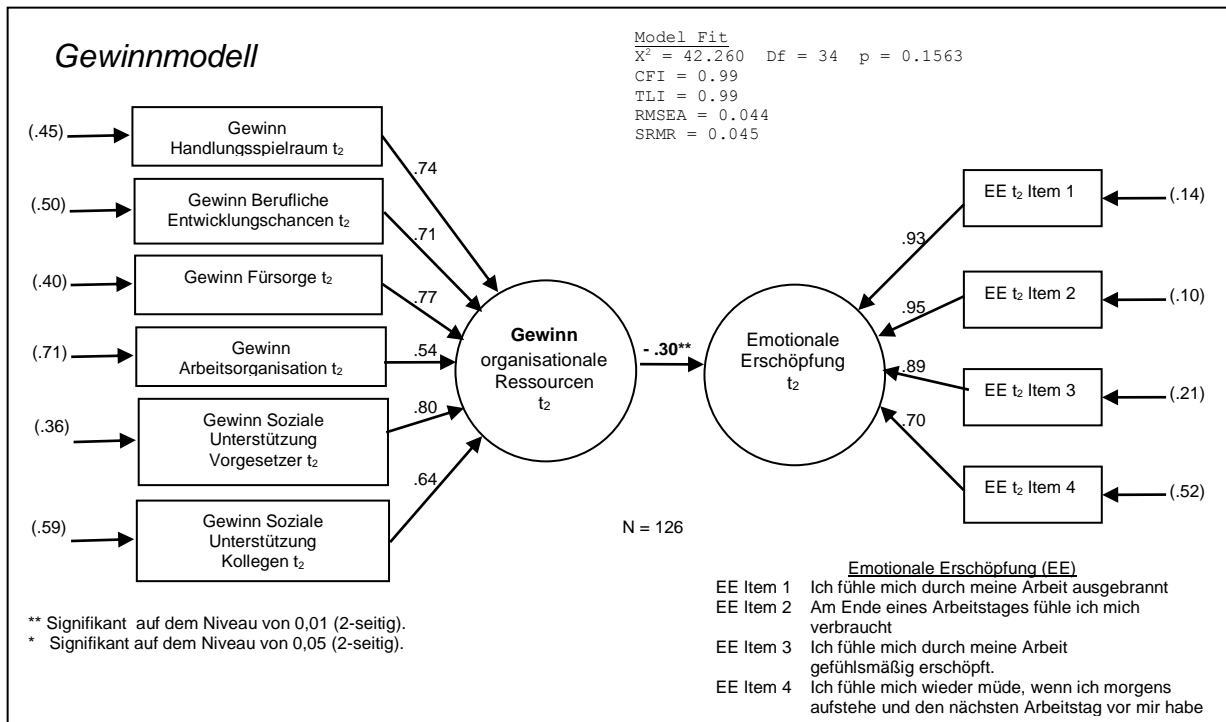 Gewinnmodell
Model Fit
X² = 42.260 Df = 34 p = 0.1563
CFI = 0.99
TLI = 0.99
RMSEA = 0.044
SRMR = 0.045
(.45)
Gewinn
Handlungsspielraum t₂
.74
(.50)
Gewinn Berufliche
Entwicklungschancen t₂
.71
(.40)
Gewinn Fürsorge t₂
.77
(.71)
Gewinn
Arbeitsorganisation t₂
.54
(.36)
Gewinn Soziale
Unterstützung
Vorgesetzer t₂
.80
(.59)
Gewinn Soziale
Unterstützung
Kollegen t₂
.64
Gewinn
organisationale
Ressourcen
t₂
- .30**
Emotionale
Erschöpfung
t₂
.93
EE t₂ Item 1
(.14)
.95
EE t₂ Item 2
(.10)
.89
EE t₂ Item 3
(.21)
.70
EE t₂ Item 4
(.52)
N = 126
** Signifikant auf dem Niveau von 0,01 (2-seitig).
* Signifikant auf dem Niveau von 0,05 (2-seitig).
Emotionale Erschöpfung (EE)
EE Item 1 Ich fühle mich durch meine Arbeit ausgebrannt
EE Item 2 Am Ende eines Arbeitstages fühle ich mich
verbraucht
EE Item 3 Ich fühle mich durch meine Arbeit
gefühlsmäßig erschöpft.
EE Item 4 Ich fühle mich wieder müde, wenn ich morgens
aufstehe und den nächsten Arbeitstag vor mir habe